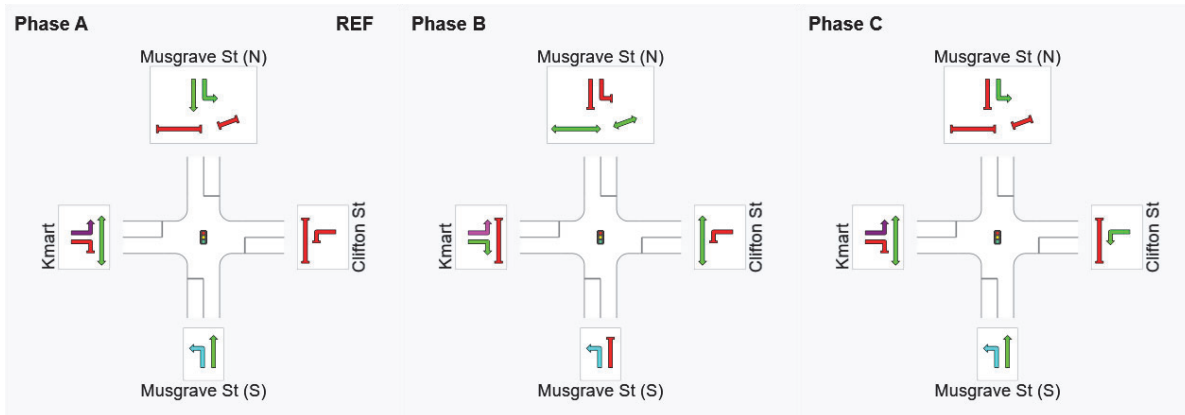 Phase A
REF
Musgrave St (N)
Kmart
Clifton St
Musgrave St (S)
Phase B
Musgrave St (N)
Kmart
Clifton St
Musgrave St (S)
Phase C
Musgrave St (N)
Kmart
Clifton St
Musgrave St (S)